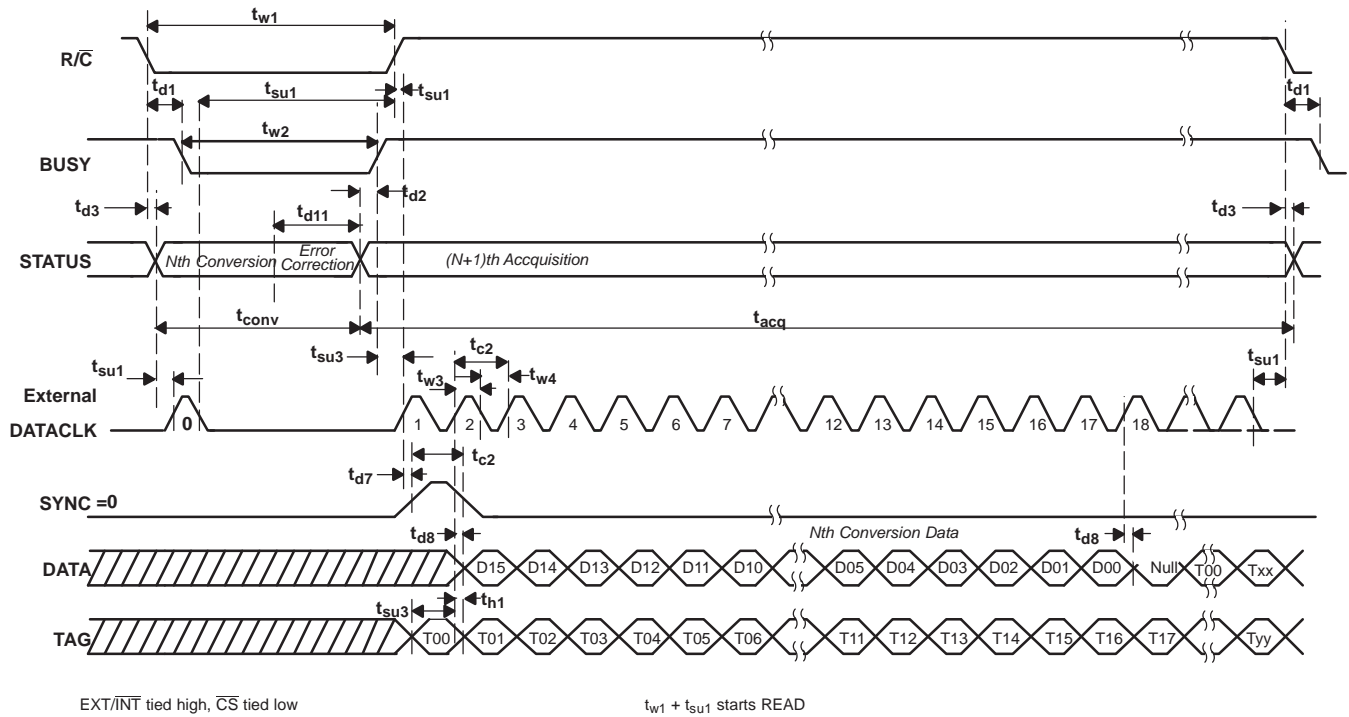 tw1
R/C
td1
tsu1
tsu1
td1
tw2
BUSY
td2
td3
td11
td3
STATUS
Nth Conversion
Error
Correction
(N+1)th Accquisition
tconv
tacq
tsu3
tc2
tsu1
tsu1
tw3
tw4
External
DATACLK
0 1 2 3 4 5 6 7 12 13 14 15 16 17 18
tc2
td7
SYNC =0
Nth Conversion Data
td8
td8
DATA
D15 D14 D13 D12 D11 D10 D05 D04 D03 D02 D01 D00 Null T00 Txx
tsu3
th1
TAG
T00 T01 T02 T03 T04 T05 T06 T11 T12 T13 T14 T15 T16 T17 Tyy
EXT/INT tied high, CS tied low
tw1 + tsu1 starts READ